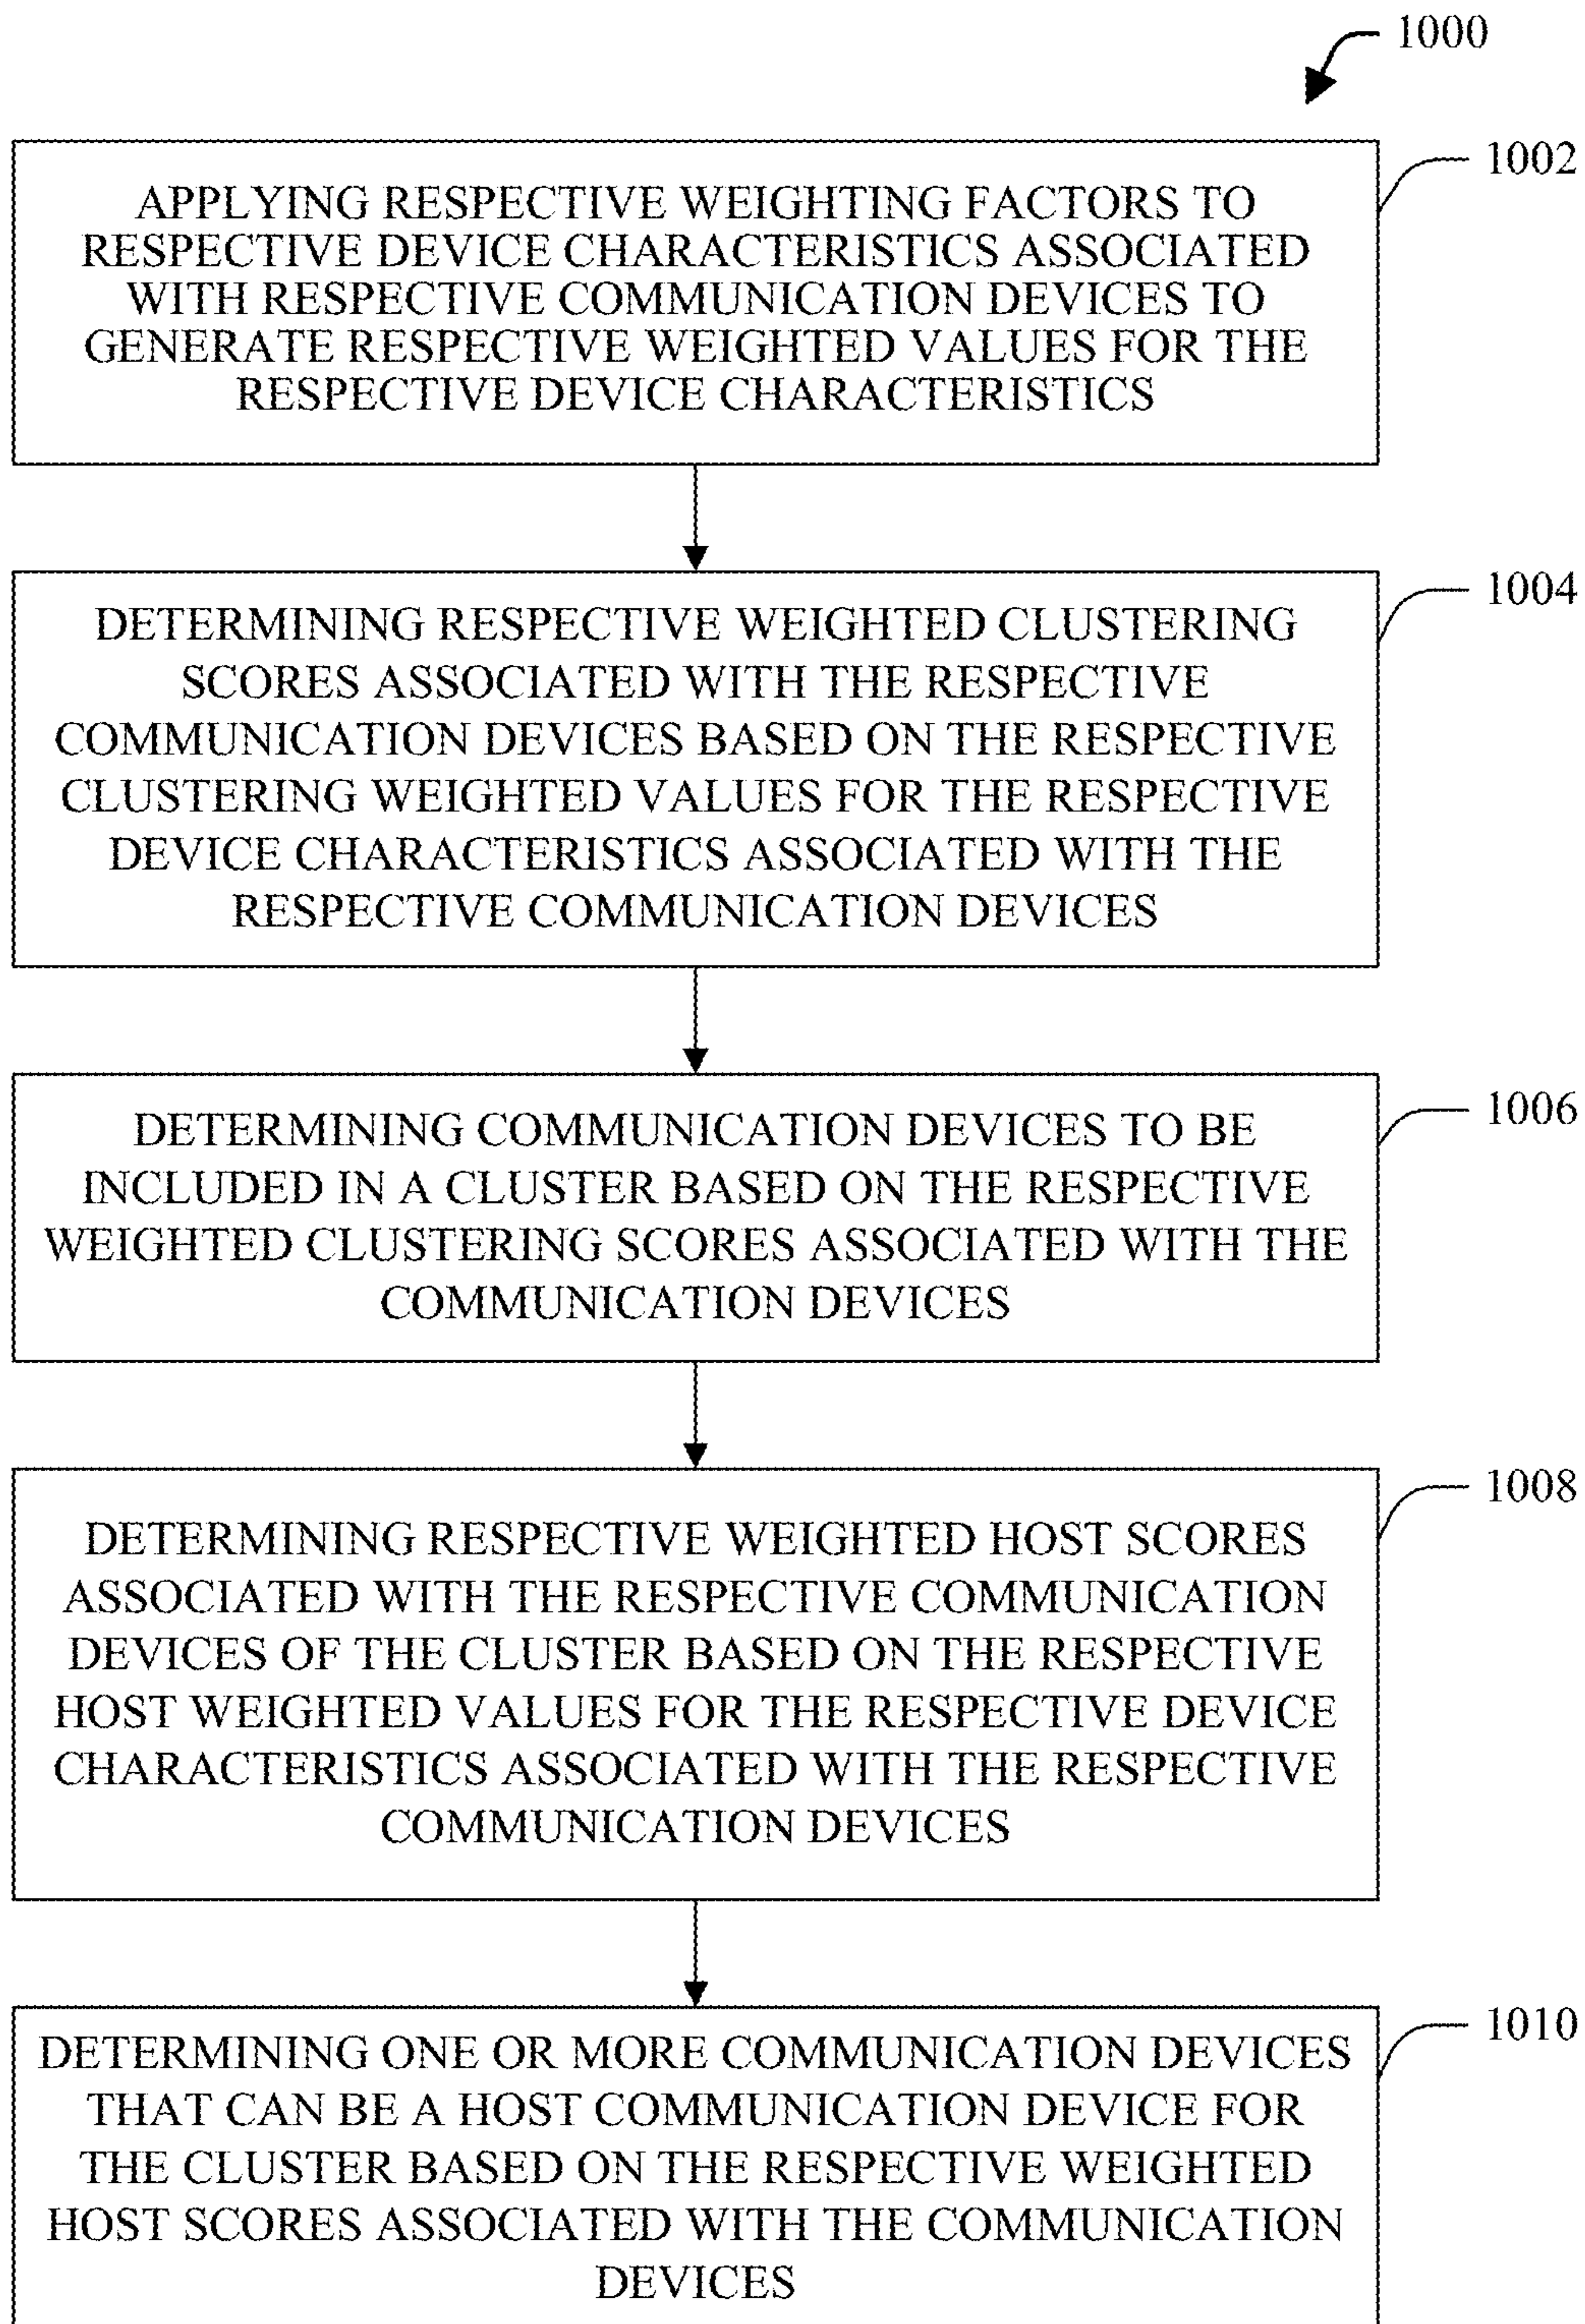 1000
1002
APPLYING RESPECTIVE WEIGHTING FACTORS TO
RESPECTIVE DEVICE CHARACTERISTICS ASSOCIATED
WITH RESPECTIVE COMMUNICATION DEVICES TO
GENERATE RESPECTIVE WEIGHTED VALUES FOR THE
RESPECTIVE DEVICE CHARACTERISTICS
1004
DETERMINING RESPECTIVE WEIGHTED CLUSTERING
SCORES ASSOCIATED WITH THE RESPECTIVE
COMMUNICATION DEVICES BASED ON THE RESPECTIVE
CLUSTERING WEIGHTED VALUES FOR THE RESPECTIVE
DEVICE CHARACTERISTICS ASSOCIATED WITH THE
RESPECTIVE COMMUNICATION DEVICES
1006
DETERMINING COMMUNICATION DEVICES TO BE
INCLUDED IN A CLUSTER BASED ON THE RESPECTIVE
WEIGHTED CLUSTERING SCORES ASSOCIATED WITH THE
COMMUNICATION DEVICES
1008
DETERMINING RESPECTIVE WEIGHTED HOST SCORES
ASSOCIATED WITH THE RESPECTIVE COMMUNICATION
DEVICES OF THE CLUSTER BASED ON THE RESPECTIVE
HOST WEIGHTED VALUES FOR THE RESPECTIVE DEVICE
CHARACTERISTICS ASSOCIATED WITH THE RESPECTIVE
COMMUNICATION DEVICES
1010
DETERMINING ONE OR MORE COMMUNICATION DEVICES
THAT CAN BE A HOST COMMUNICATION DEVICE FOR
THE CLUSTER BASED ON THE RESPECTIVE WEIGHTED
HOST SCORES ASSOCIATED WITH THE COMMUNICATION
DEVICES